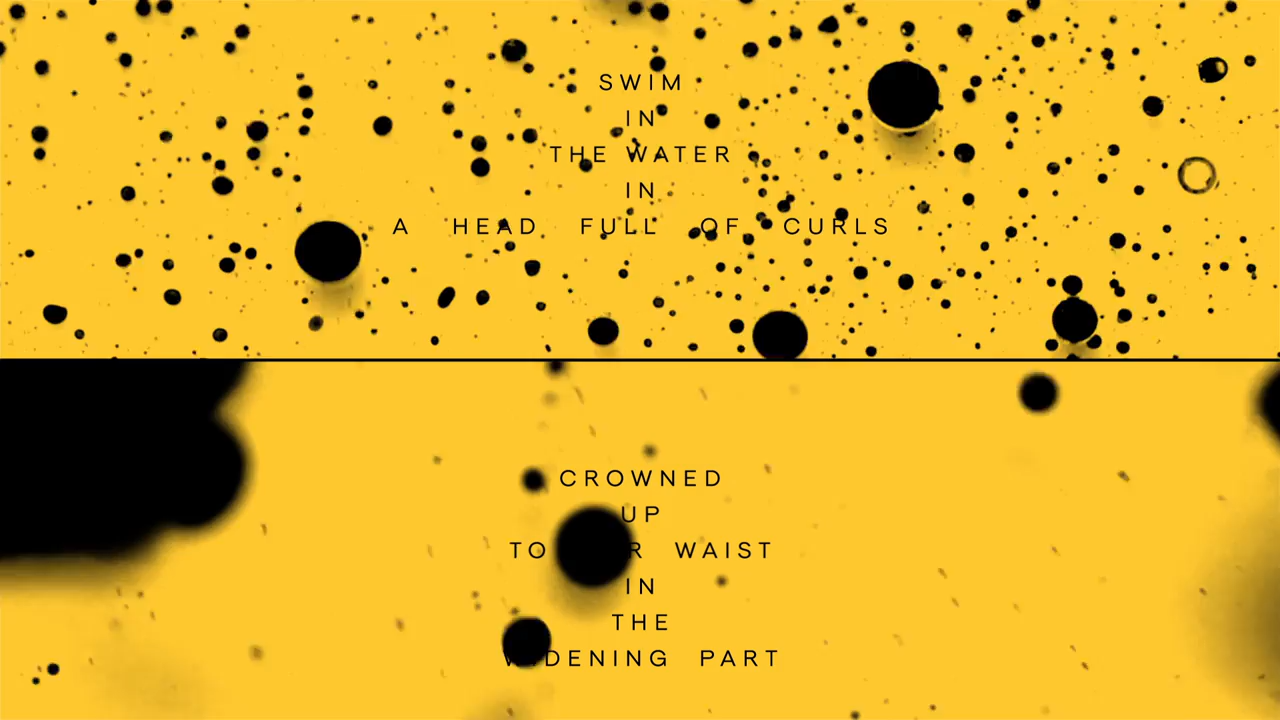 SWIM
IN
THE WATER
IN
A HEAD FULL OF CURLS
CROWNED
UP
TO WAIST
IN
THE
WIDENING PART